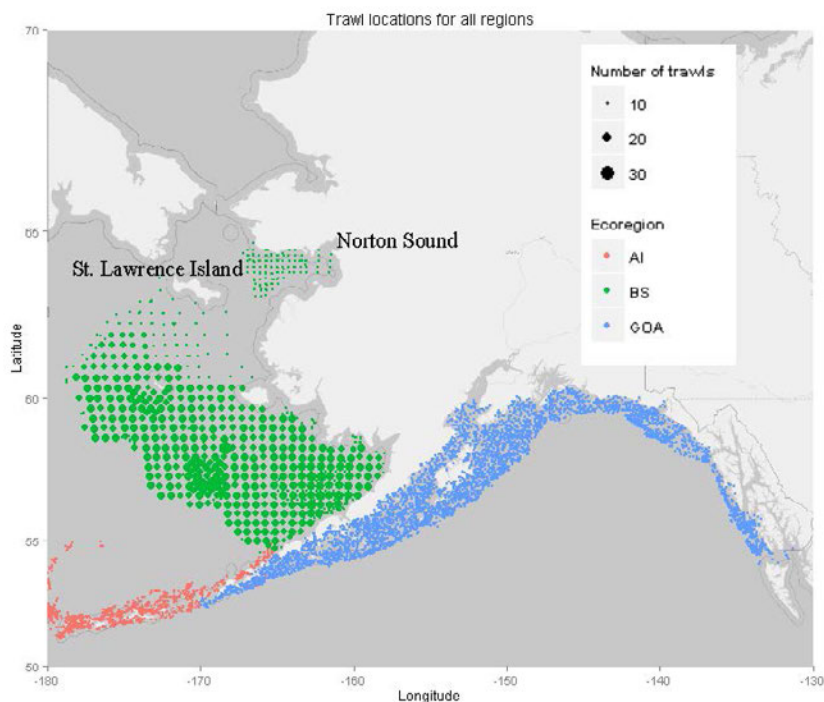 Trawl locations for all regions
70
65
60
55
50
Latitude
Number of trawls
10
20
30
Ecoregion
AI
BS
GOA
Norton Sound
St. Lawrence Island
-180
-170
-160
-150
-140
-130
Longitude